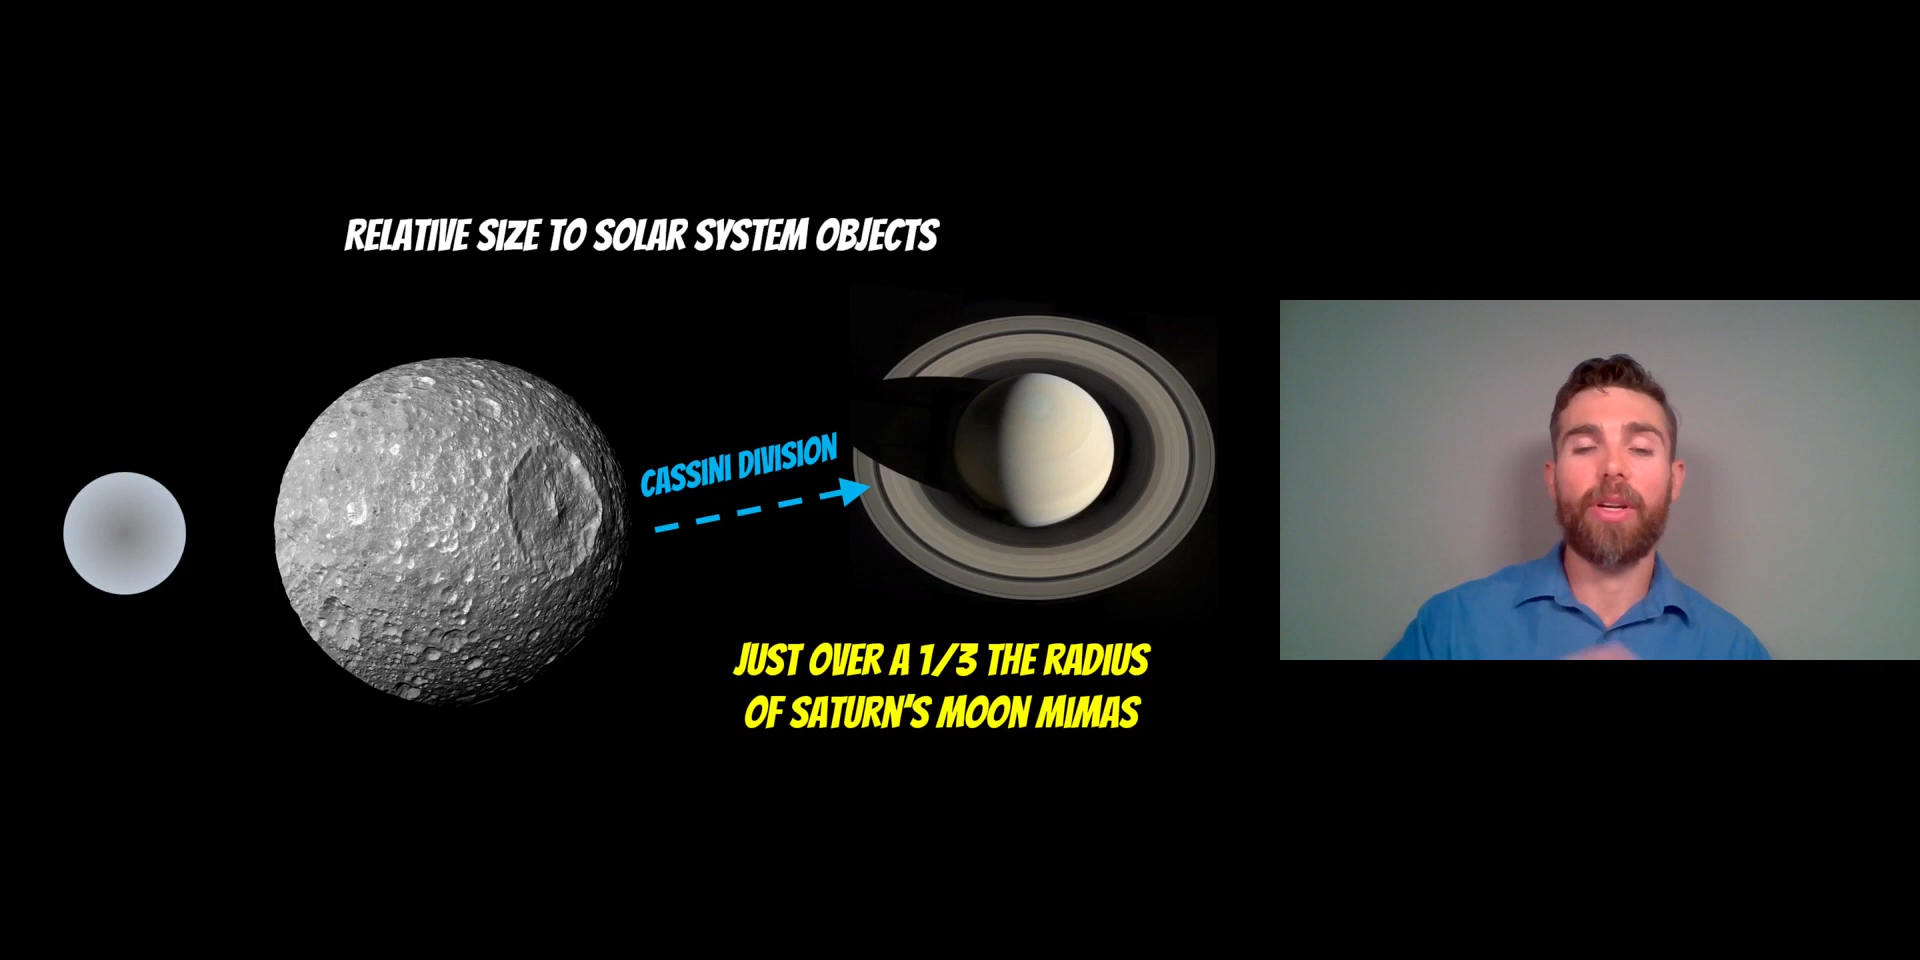 RELATIVE SIZE TO SOLAR SYSTEM OBJECTS
CASSINI DIVISION
JUST OVER A 1/3 THE RADIUS
OF SATURN'S MOON MIMAS